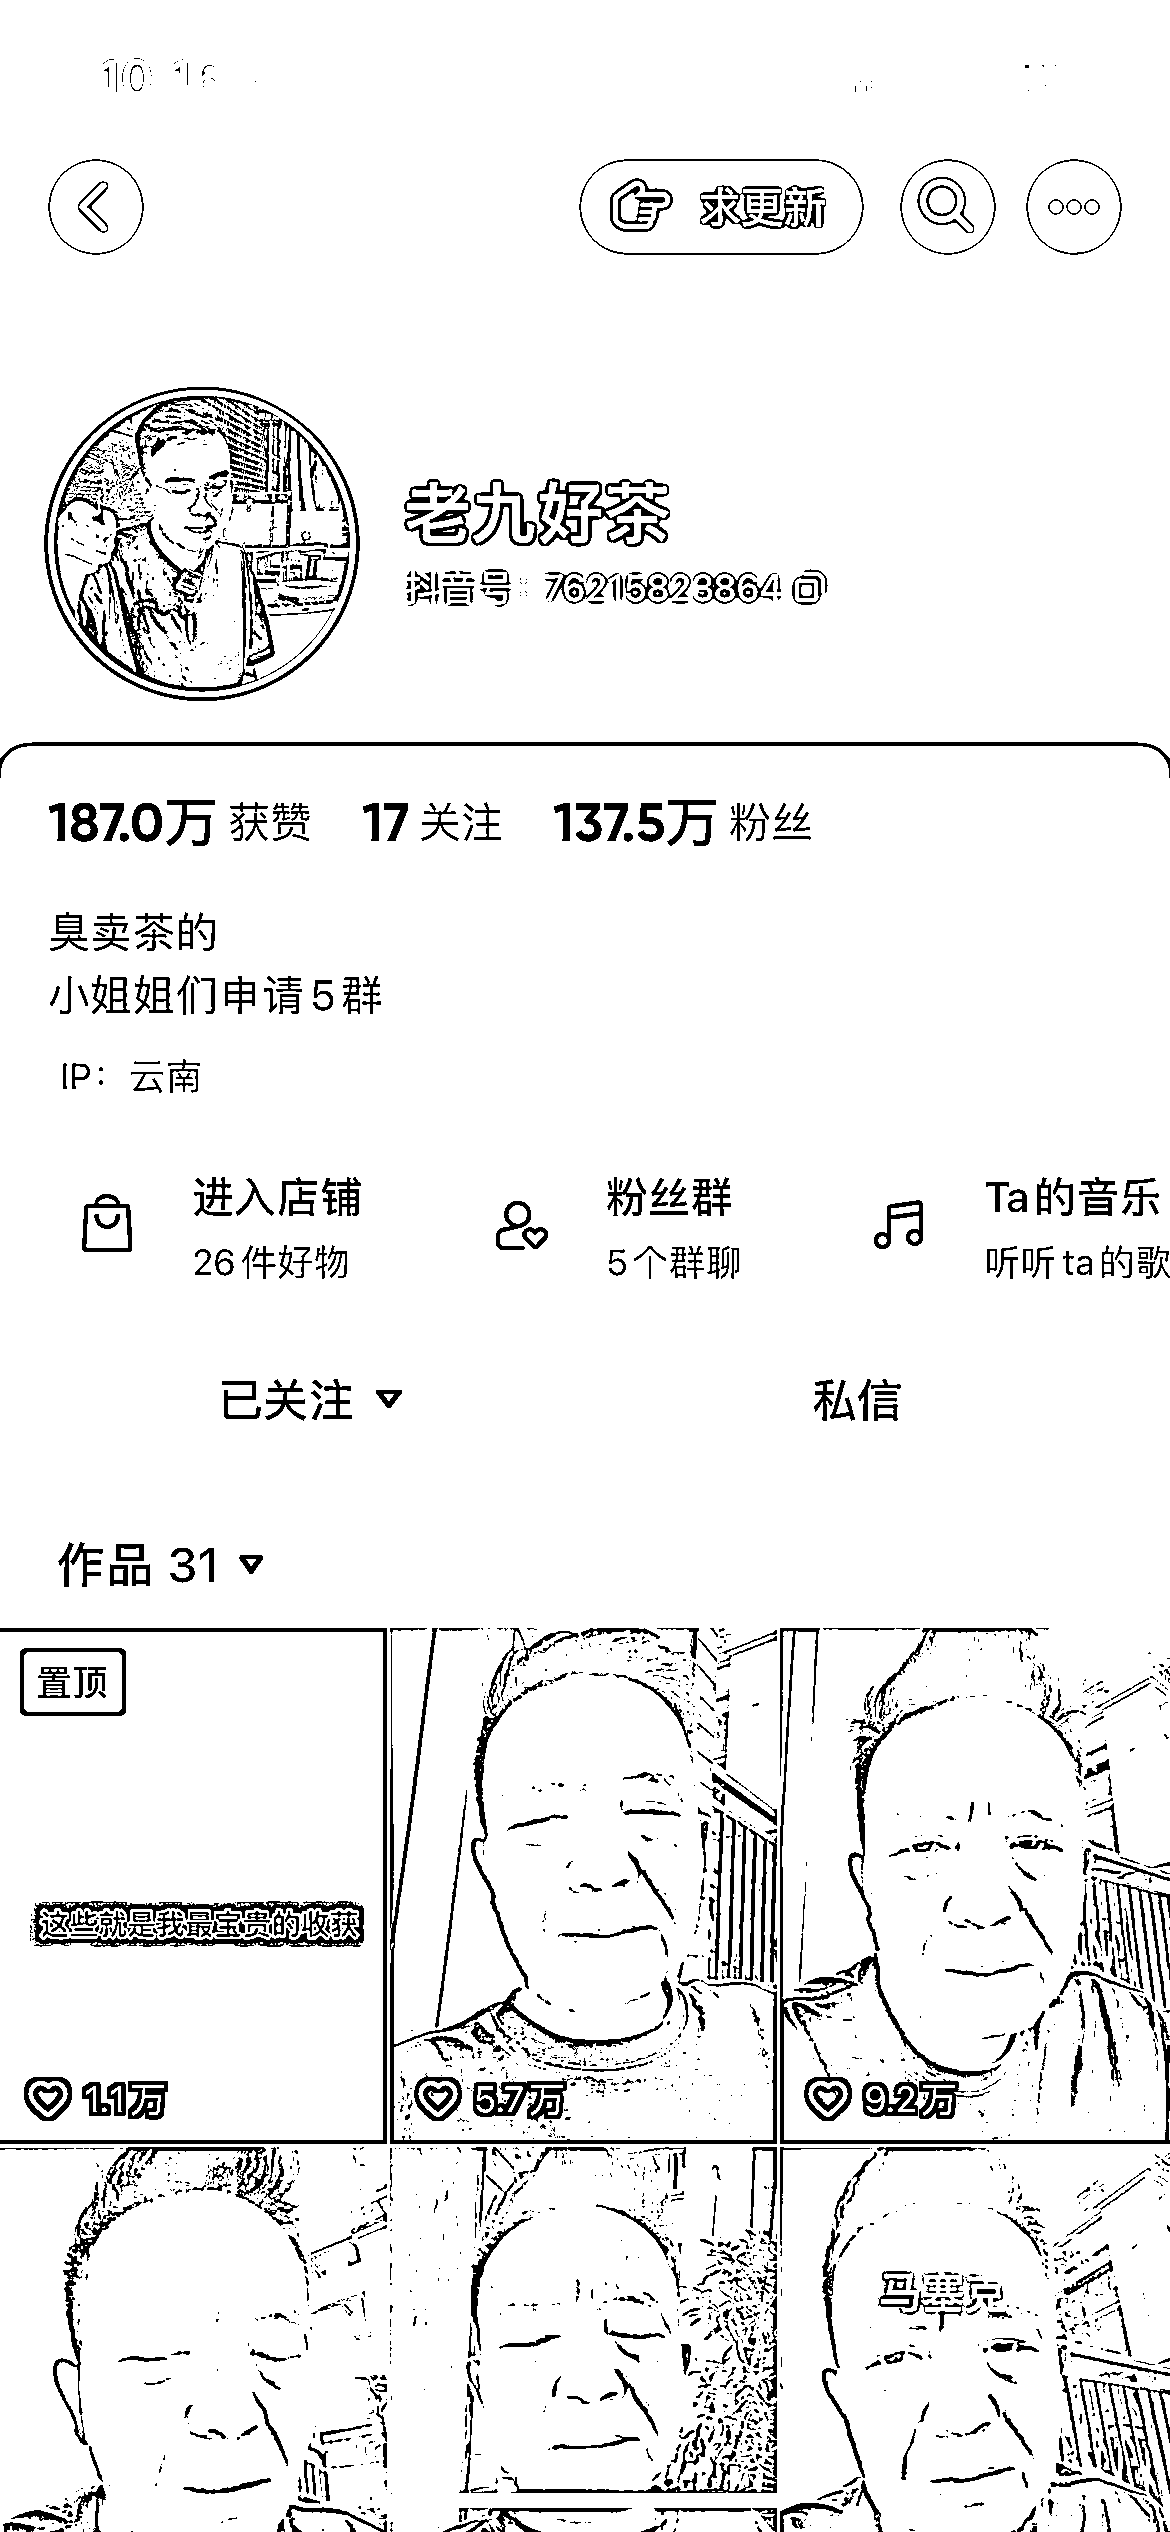 求更新
老九好茶
抖音号：76215823864
187.0万 获赞 17 关注 137.5万 粉丝
臭卖茶的
小姐姐们申请5群
IP：云南
进入店铺 粉丝群 Ta的音乐
26件好物 5个群聊 听听ta的歌
已关注 私信
作品 31
置顶
这些就是我最宝贵的收获
1.1万 5.7万 9.2万
马塞克